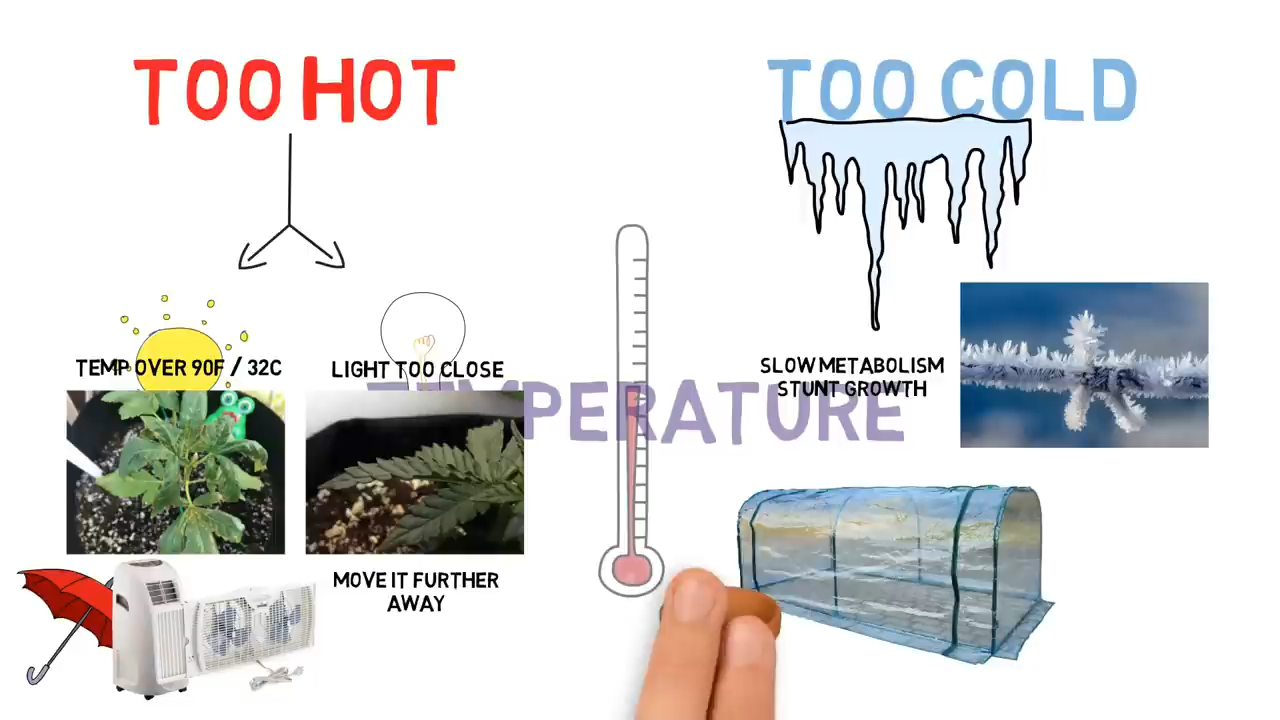 TOO HOT
TOO COLD
TEMP OVER 90F / 32C
LIGHT TOO CLOSE
SLOW METABOLISM
STUNT GROWTH
TEMPERATURE
MOVE IT FURTHER
AWAY